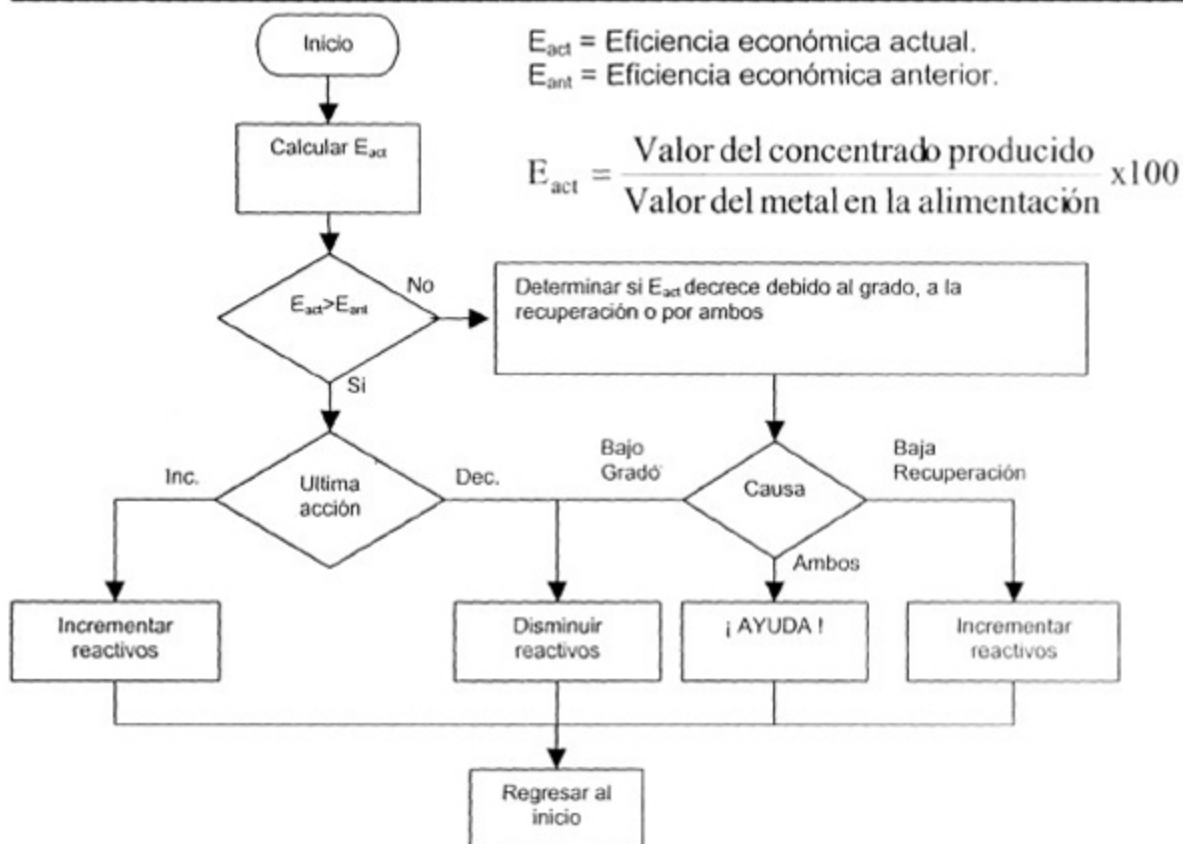 Inicio
E_act = Eficiencia económica actual.
E_ant = Eficiencia económica anterior.
Calcular E_act
E_act = Valor del concentrado producido / Valor del metal en la alimentación x100
E_act>E_ant
No
Si
Determinar si E_act decrece debido al grado, a la
recuperación o por ambos
Inc.
Ultima
acción
Dec.
Bajo
Gradó
Causa
Baja
Recuperación
Ambos
Incrementar
reactivos
Disminuir
reactivos
¡ AYUDA !
Incrementar
reactivos
Regresar al
inicio